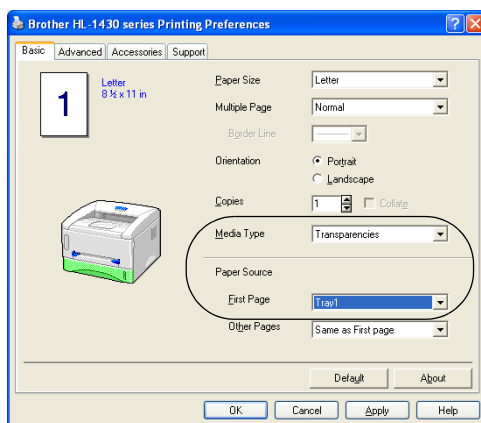 Brother HL-1430 series Printing Preferences
Basic Advanced Accessories Support
1
Letter
8 ½ x 11 in
Paper Size Letter
Multiple Page Normal
Border Line
Orientation Portrait
Landscape
Copies 1 Collate
Media Type Transparencies
Paper Source
First Page Tray1
Other Pages Same as First page
Default About
OK Cancel Apply Help